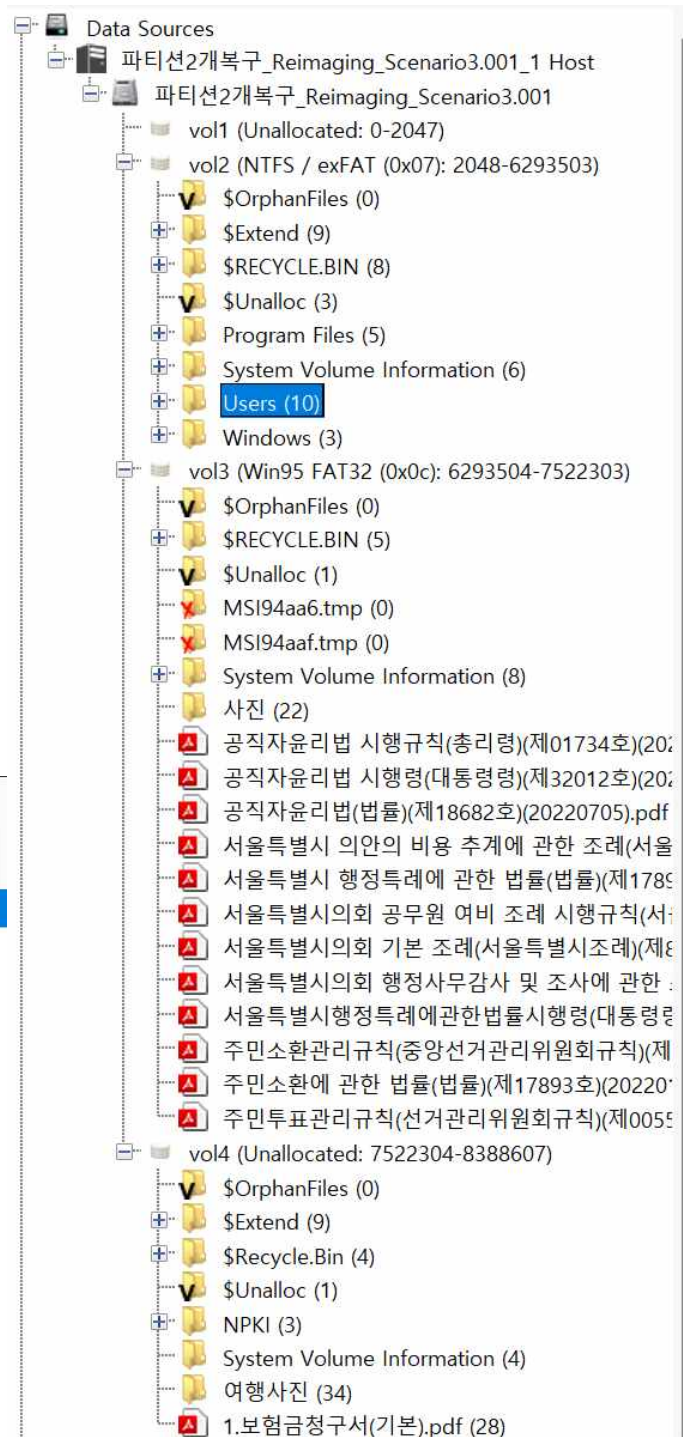 Data Sources
파티션2개복구_Reimaging_Scenario3.001_1 Host
파티션2개복구_Reimaging_Scenario3.001
vol1 (Unallocated: 0-2047)
vol2 (NTFS / exFAT (0x07): 2048-6293503)
$OrphanFiles (0)
$Extend (9)
$RECYCLE.BIN (8)
$Unalloc (3)
Program Files (5)
System Volume Information (6)
Users (10)
Windows (3)
vol3 (Win95 FAT32 (0x0c): 6293504-7522303)
$OrphanFiles (0)
$RECYCLE.BIN (5)
$Unalloc (1)
MSI94aa6.tmp (0)
MSI94aaf.tmp (0)
System Volume Information (8)
사진 (22)
공직자윤리법 시행규칙(총리령)(제01734호)(202
공직자윤리법 시행령(대통령령)(제32012호)(202
공직자윤리법(법률)(제18682호)(20220705).pdf
서울특별시 의안의 비용 추계에 관한 조례(서울
서울특별시 행정특례에 관한 법률(법률)(제1789
서울특별시의회 공무원 여비 조례 시행규칙(서
서울특별시의회 기본 조례(서울특별시조례)(제8
서울특별시의회 행정사무감사 및 조사에 관한
서울특별시행정특례에관한법률시행령(대통령령
주민소환관리규칙(중앙선거관리위원회규칙)(제
주민소환에 관한 법률(법률)(제17893호)(20220
주민투표관리규칙(선거관리위원회규칙)(제0055
vol4 (Unallocated: 7522304-8388607)
$OrphanFiles (0)
$Extend (9)
$Recycle.Bin (4)
$Unalloc (1)
NPKI (3)
System Volume Information (4)
여행사진 (34)
1.보험금청구서(기본).pdf (28)